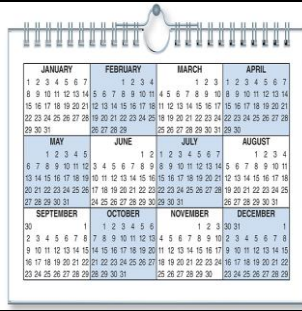 JANUARY
1 2 3 4 5 6 7
8 9 10 11 12 13 14
15 16 17 18 19 20 21
22 23 24 25 26 27 28
29 30 31
FEBRUARY
1 2 3 4
5 6 7 8 9 10 11
12 13 14 15 16 17 18
19 20 21 22 23 24 25
26 27 28 29
MARCH
1 2 3
4 5 6 7 8 9 10
11 12 13 14 15 16 17
18 19 20 21 22 23 24
25 26 27 28 29 30 31
APRIL
1 2 3 4 5 6 7
8 9 10 11 12 13 14
15 16 17 18 19 20 21
22 23 24 25 26 27 28
29 30
MAY
1 2 3 4 5
6 7 8 9 10 11 12
13 14 15 16 17 18 19
20 21 22 23 24 25 26
27 28 29 30 31
JUNE
1 2
3 4 5 6 7 8 9
10 11 12 13 14 15 16
17 18 19 20 21 22 23
24 25 26 27 28 29 30
JULY
1 2 3 4 5 6 7
8 9 10 11 12 13 14
15 16 17 18 19 20 21
22 23 24 25 26 27 28
29 30 31
AUGUST
1 2 3 4
5 6 7 8 9 10 11
12 13 14 15 16 17 18
19 20 21 22 23 24 25
26 27 28 29 30 31
SEPTEMBER
30 1
2 3 4 5 6 7 8
9 10 11 12 13 14 15
16 17 18 19 20 21 22
23 24 25 26 27 28 29
OCTOBER
1 2 3 4 5 6
7 8 9 10 11 12 13
14 15 16 17 18 19 20
21 22 23 24 25 26 27
28 29 30 31
NOVEMBER
1 2 3
4 5 6 7 8 9 10
11 12 13 14 15 16 17
18 19 20 21 22 23 24
25 26 27 28 29 30
DECEMBER
30 31 1
2 3 4 5 6 7 8
9 10 11 12 13 14 15
16 17 18 19 20 21 22
23 24 25 26 27 28 29